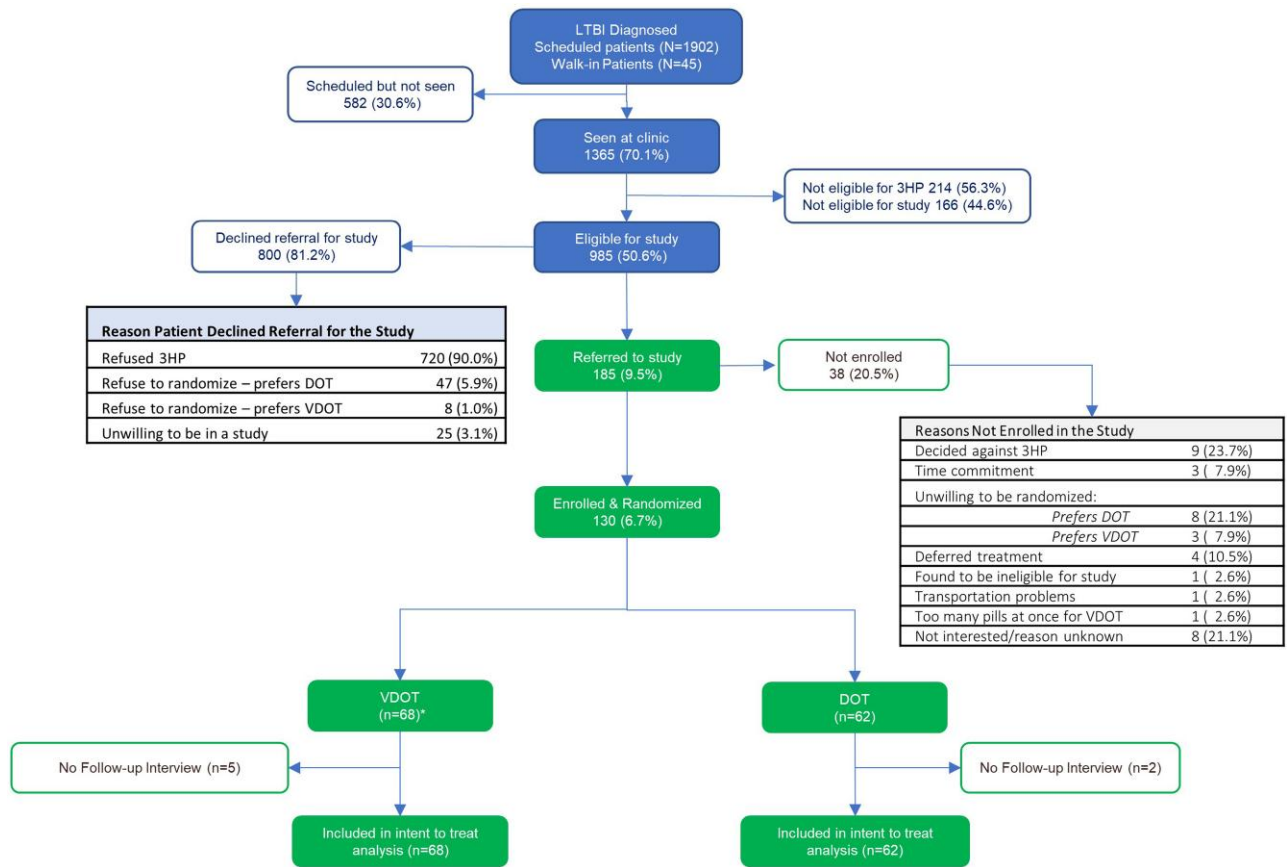 LTBI Diagnosed
Scheduled patients (N=1902)
Walk-in Patients (N=45)
Scheduled but not seen
582 (30.6%)
Seen at clinic
1365 (70.1%)
Not eligible for 3HP 214 (56.3%)
Not eligible for study 166 (44.6%)
Declined referral for study
800 (81.2%)
Eligible for study
985 (50.6%)
Reason Patient Declined Referral for the Study
Refused 3HP 720 (90.0%)
Refuse to randomize – prefers DOT 47 (5.9%)
Refuse to randomize – prefers VDOT 8 (1.0%)
Unwilling to be in a study 25 (3.1%)
Referred to study
185 (9.5%)
Not enrolled
38 (20.5%)
Reasons Not Enrolled in the Study
Decided against 3HP 9 (23.7%)
Time commitment 3 ( 7.9%)
Unwilling to be randomized:
Prefers DOT 8 (21.1%)
Prefers VDOT 3 ( 7.9%)
Deferred treatment 4 (10.5%)
Found to be ineligible for study 1 ( 2.6%)
Transportation problems 1 ( 2.6%)
Too many pills at once for VDOT 1 ( 2.6%)
Not interested/reason unknown 8 (21.1%)
Enrolled & Randomized
130 (6.7%)
VDOT
(n=68)*
DOT
(n=62)
No Follow-up Interview (n=5)
No Follow-up Interview (n=2)
Included in intent to treat
analysis (n=68)
Included in intent to treat
analysis (n=62)